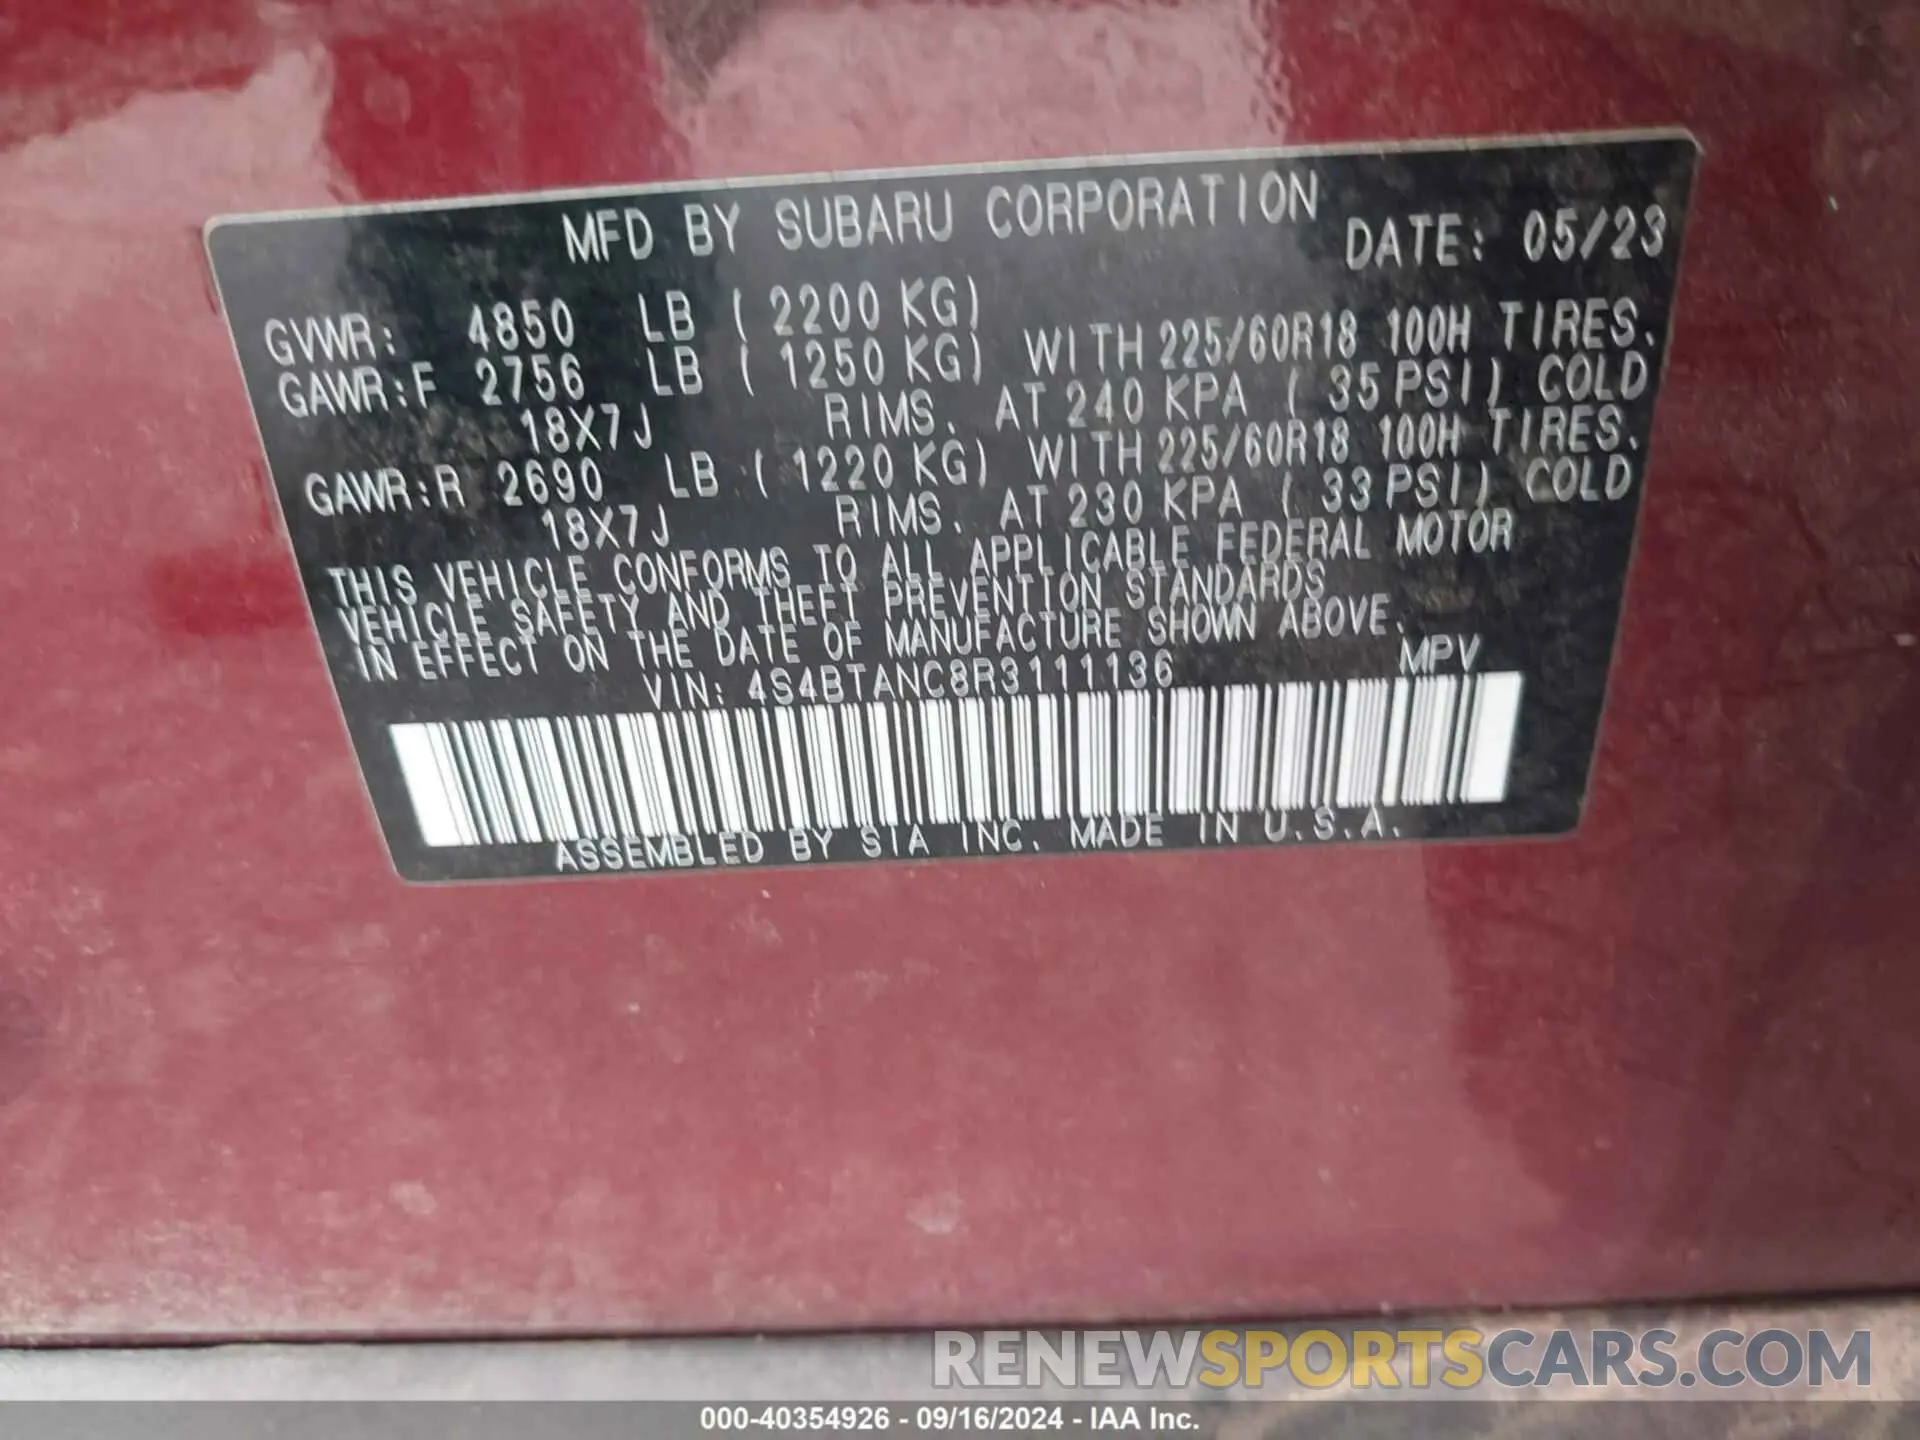 MFD BY SUBARU CORPORATION DATE: 05/23
GVWR: 4850 LB ( 2200 KG)
GAWR:F 2756 LB ( 1250 KG) WITH 225/60R18 100H TIRES.
18X7J RIMS. AT 240 KPA ( 35 PSI) COLD
GAWR:R 2690 LB ( 1220 KG) WITH 225/60R18 100H TIRES.
18X7J RIMS. AT 230 KPA ( 33 PSI) COLD
THIS VEHICLE CONFORMS TO ALL APPLICABLE FEDERAL MOTOR
VEHICLE SAFETY AND THEFT PREVENTION STANDARDS
IN EFFECT ON THE DATE OF MANUFACTURE SHOWN ABOVE.
VIN: 4S4BTANC8R3111136 MPV
ASSEMBLED BY SIA INC. MADE IN U.S.A.
RENEWSPORTSCARS.COM
000-40354926 - 09/16/2024 - IAA Inc.